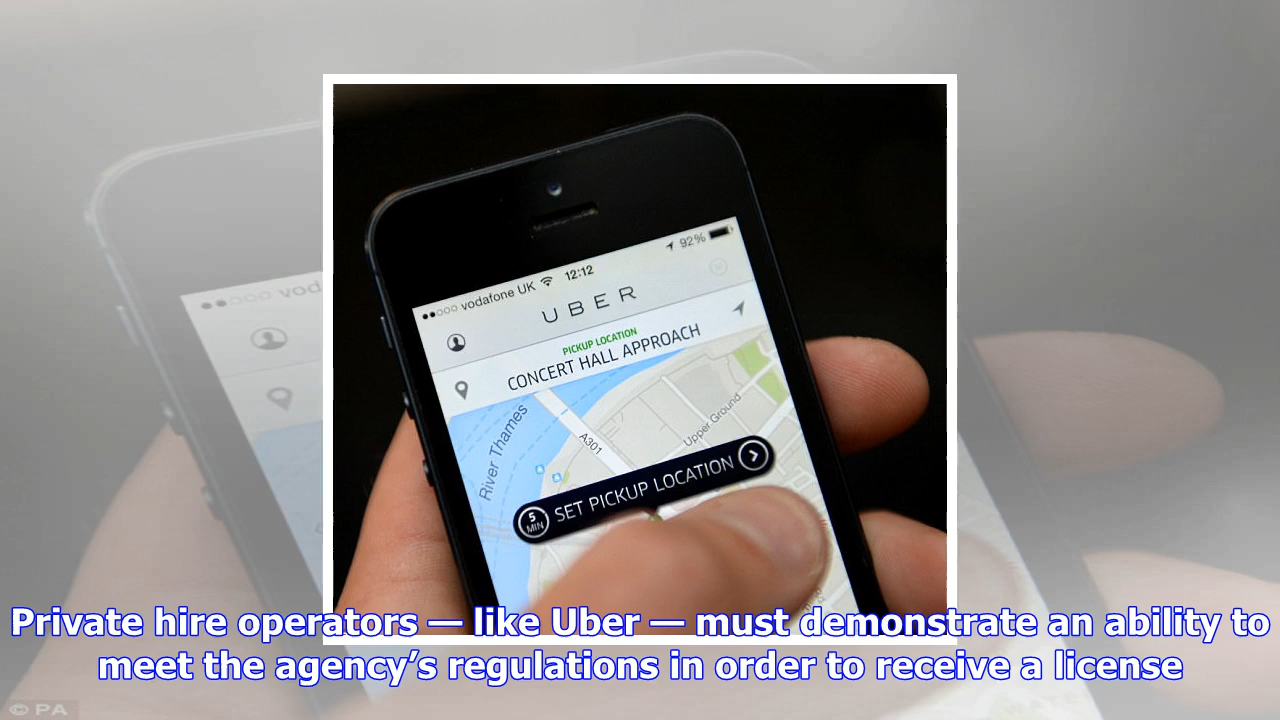 vodafone UK 12:12 92%
UBER
PICKUP LOCATION
CONCERT HALL APPROACH
River Thames
A301
Upper Ground
5 MIN SET PICKUP LOCATION
Private hire operators — like Uber — must demonstrate an ability to
meet the agency’s regulations in order to receive a license
© PA